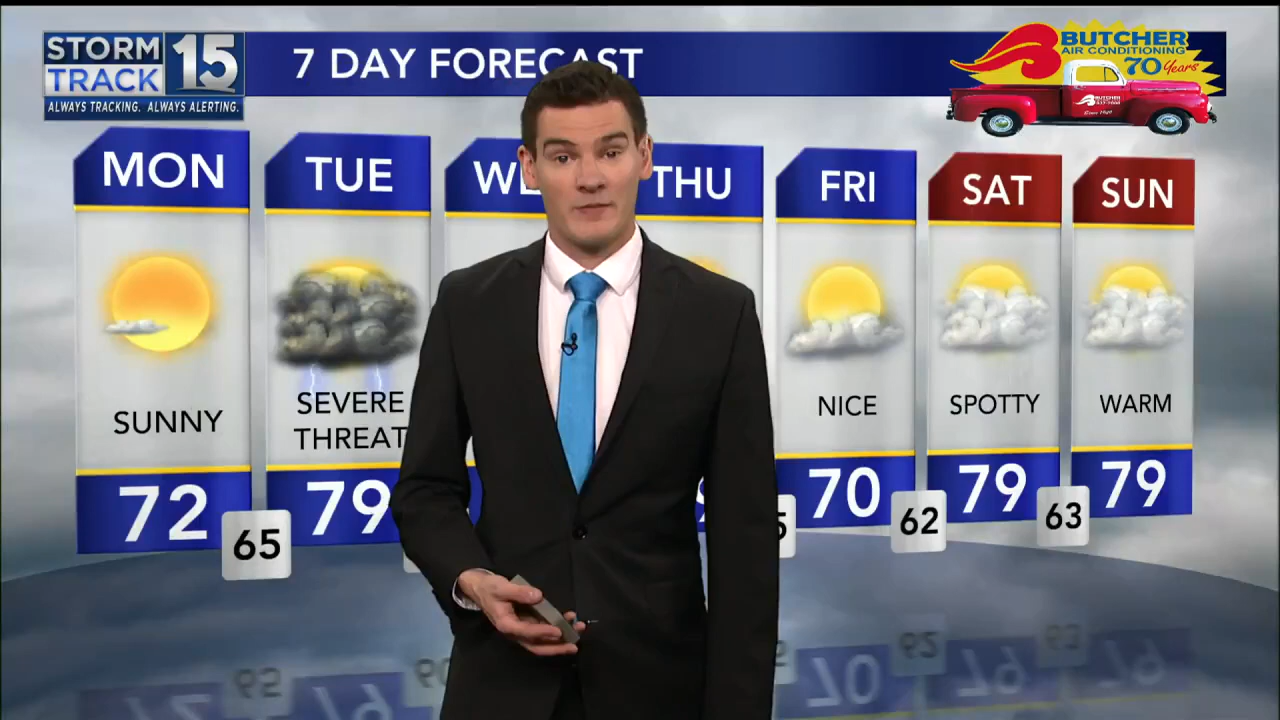 STORM
TRACK
15
ALWAYS TRACKING. ALWAYS ALERTING.
7 DAY FORECAST
BUTCHER
AIR CONDITIONING
70 Years
BUTCHER
MON
TUE
THU
FRI
SAT
SUN
SUNNY
SEVERE
THREAT
NICE
SPOTTY
WARM
72
79
70
79
79
65
62
63